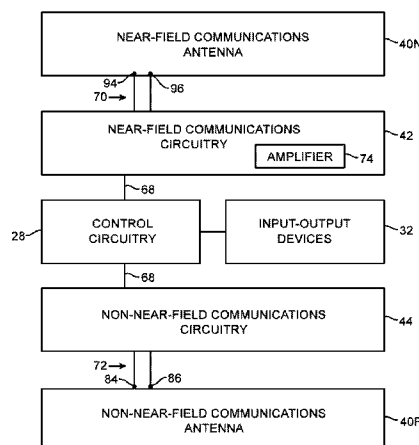 NEAR-FIELD COMMUNICATIONS
ANTENNA
40N
94
96
70
NEAR-FIELD COMMUNICATIONS
CIRCUITRY
42
AMPLIFIER
74
68
28
CONTROL
CIRCUITRY
INPUT-OUTPUT
DEVICES
32
68
NON-NEAR-FIELD COMMUNICATIONS
CIRCUITRY
44
72
84
86
NON-NEAR-FIELD COMMUNICATIONS
ANTENNA
40F